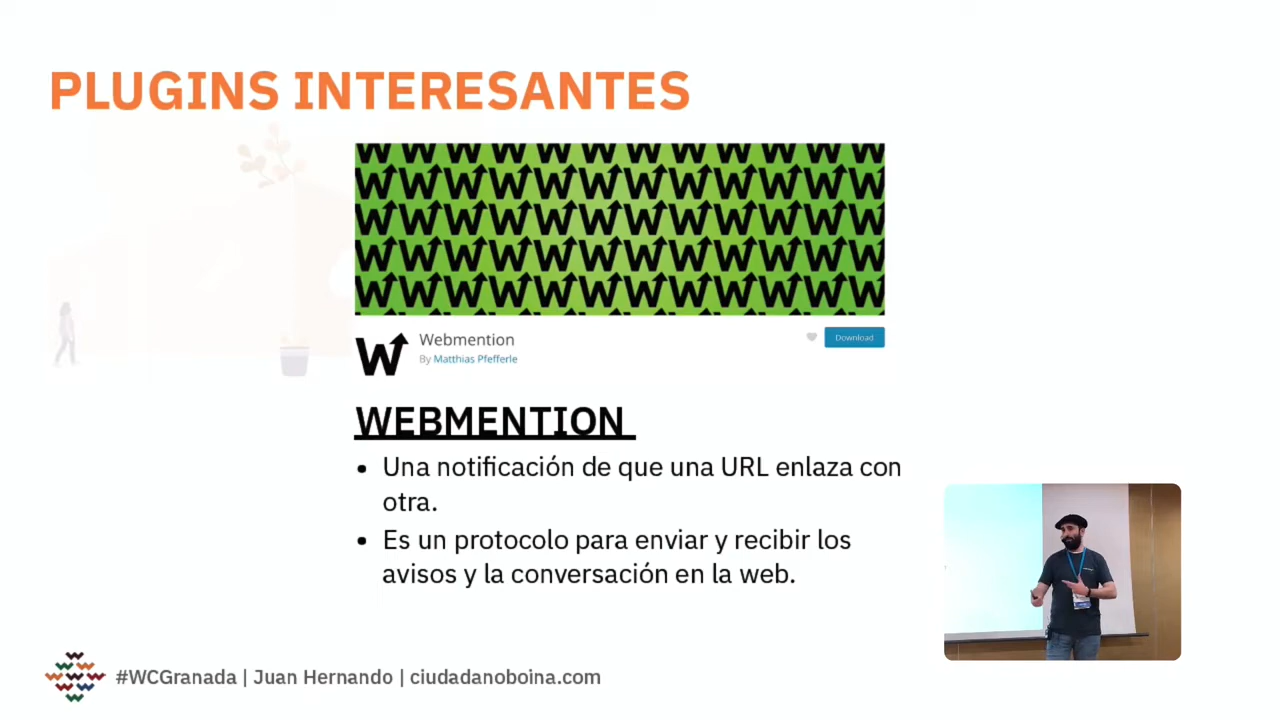 PLUGINS INTERESANTES
Webmention
By Matthias Pfefferle
Download
WEBMENTION
• Una notificación de que una URL enlaza con
otra.
• Es un protocolo para enviar y recibir los
avisos y la conversación en la web.
#WCGranada | Juan Hernando | ciudadanoboina.com